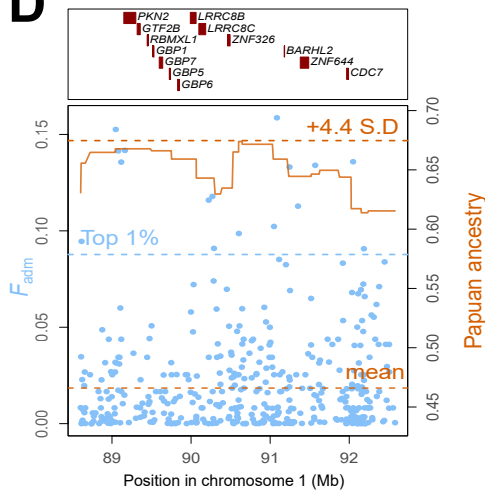 D
PKN2 LRRC8B
GTF2B LRRC8C
RBMXL1 ZNF326
GBP1 BARHL2
GBP7 ZNF644
GBP5 CDC7
GBP6
+4.4 S.D
Top 1%
mean
0.15
0.10
0.05
0.00
Fadm
0.70
0.65
0.60
0.55
0.50
0.45
Papuan ancestry
89 90 91 92
Position in chromosome 1 (Mb)